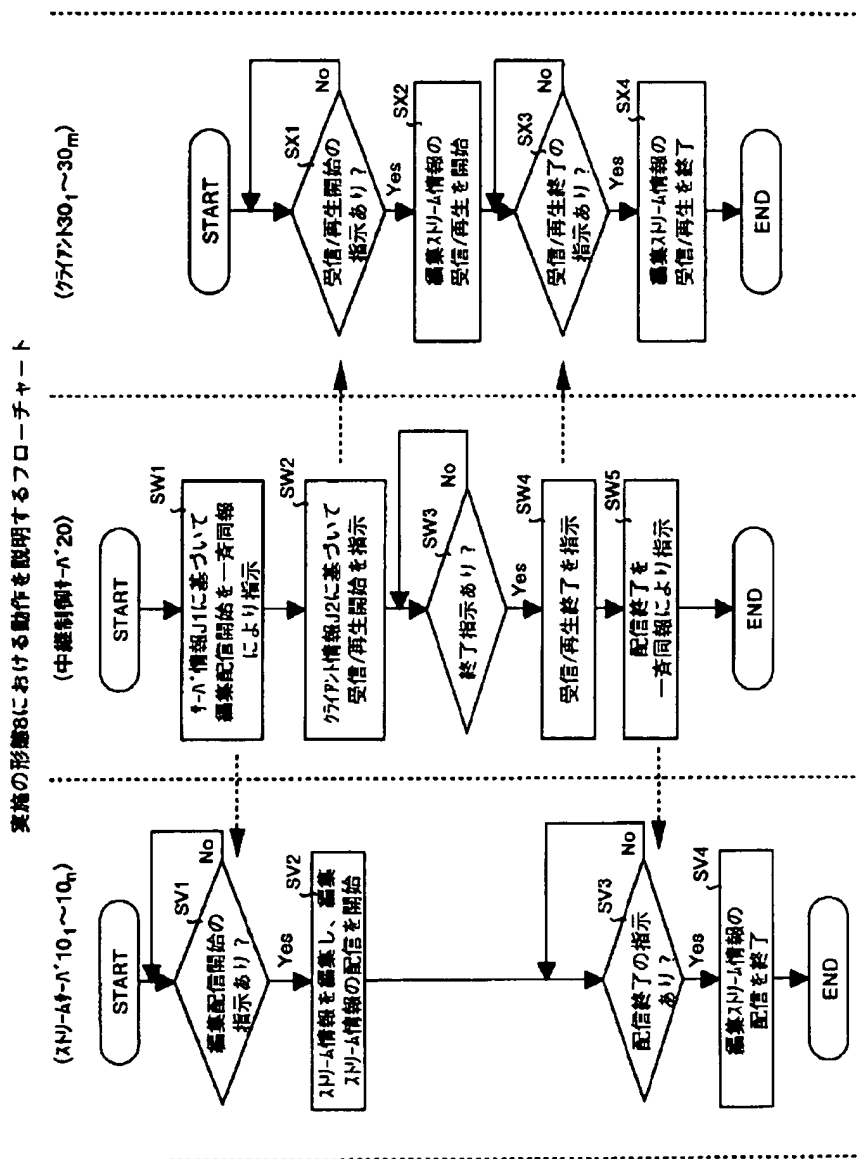 実施の形態8における動作を説明するフローチャート
(ストリームサーバ10₁~10ₙ)
START
編集配信開始の
指示あり?
SV1
No
Yes
ストリーム情報を編集し、編集
ストリーム情報の配信を開始
SV2
配信終了の指示
あり?
SV3
No
Yes
編集ストリーム情報の
配信を終了
SV4
END
(中継制御サーバ20)
START
サーバ情報J1に基づいて
編集配信開始を一斉同報
により指示
SW1
クライアント情報J2に基づいて
受信/再生開始を指示
SW2
終了指示あり?
SW3
No
Yes
受信/再生終了を指示
SW4
配信終了を
一斉同報により指示
SW5
END
(クライアント30₁~30ₘ)
START
受信/再生開始の
指示あり?
SX1
No
Yes
編集ストリーム情報の
受信/再生を開始
SX2
受信/再生終了の
指示あり?
SX3
No
Yes
編集ストリーム情報の
受信/再生を終了
SX4
END